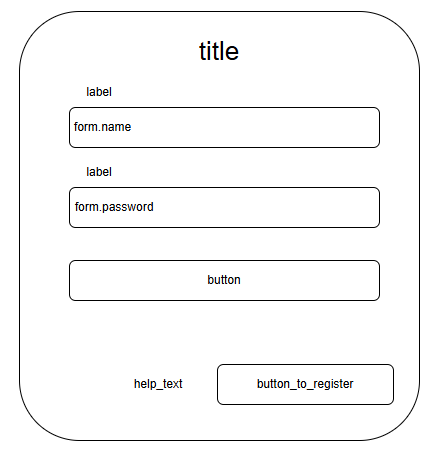 title
label
form.name
label
form.password
button
help_text
button_to_register